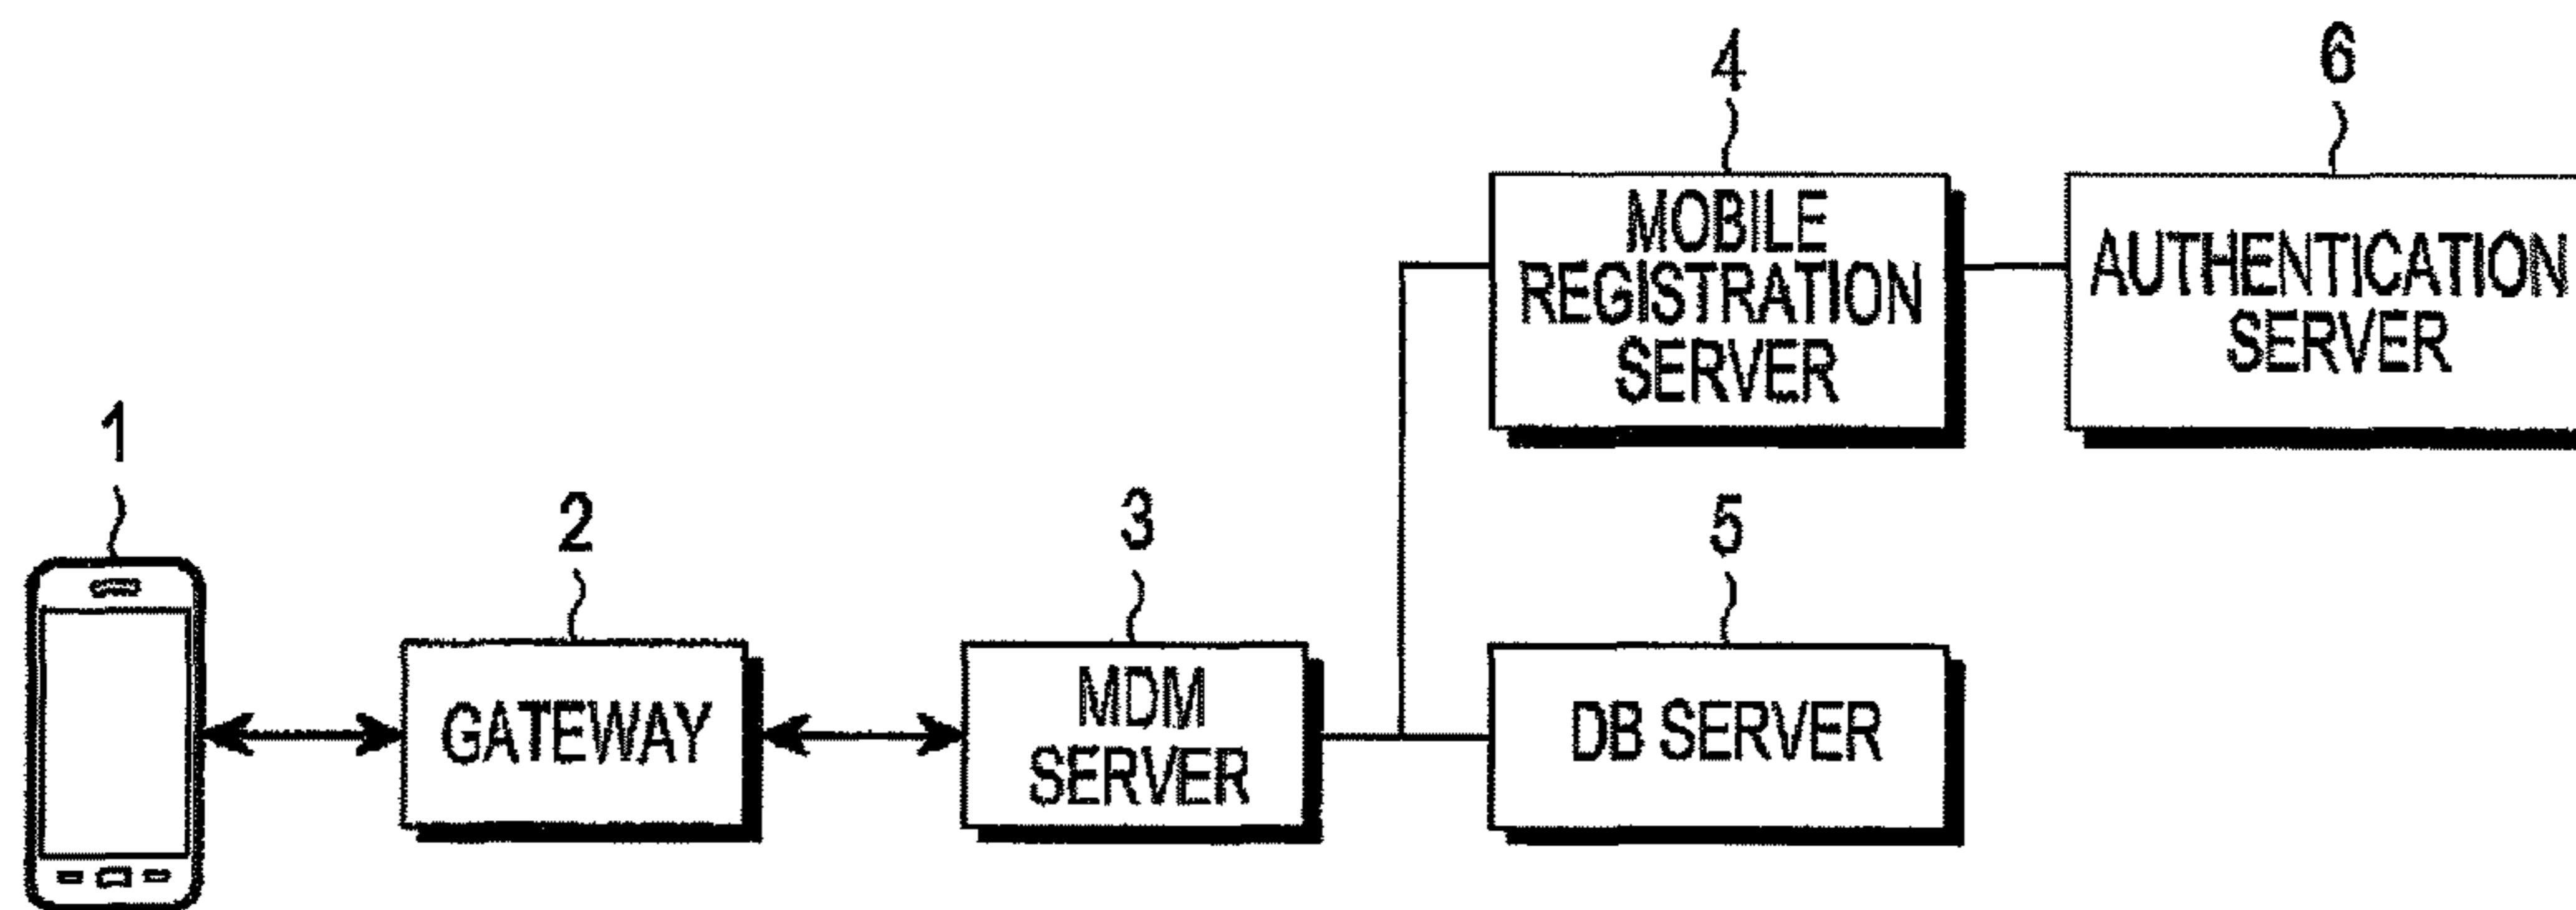 4
6
MOBILE
REGISTRATION
SERVER
AUTHENTICATION
SERVER
1
2
3
5
GATEWAY
MDM
SERVER
DB SERVER